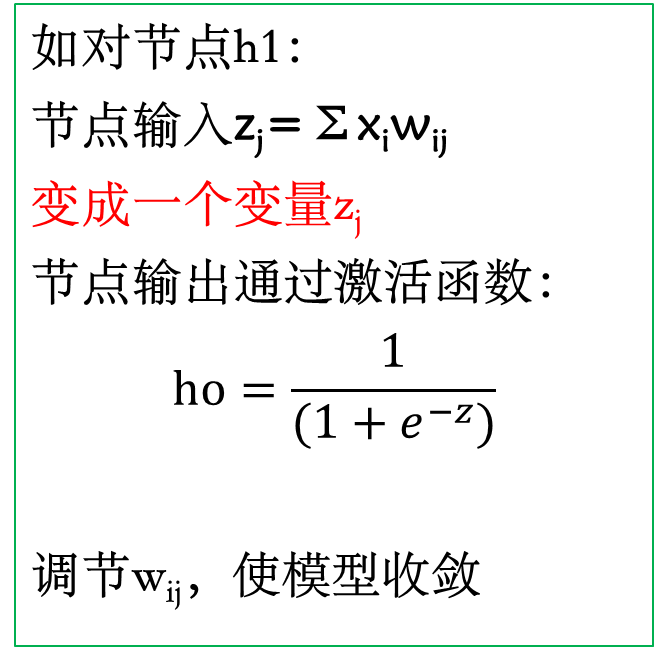 如对节点h1：
节点输入zj=Σxiwij
变成一个变量zj
节点输出通过激活函数：
ho = 1/(1 + e^−z)
调节wij，使模型收敛